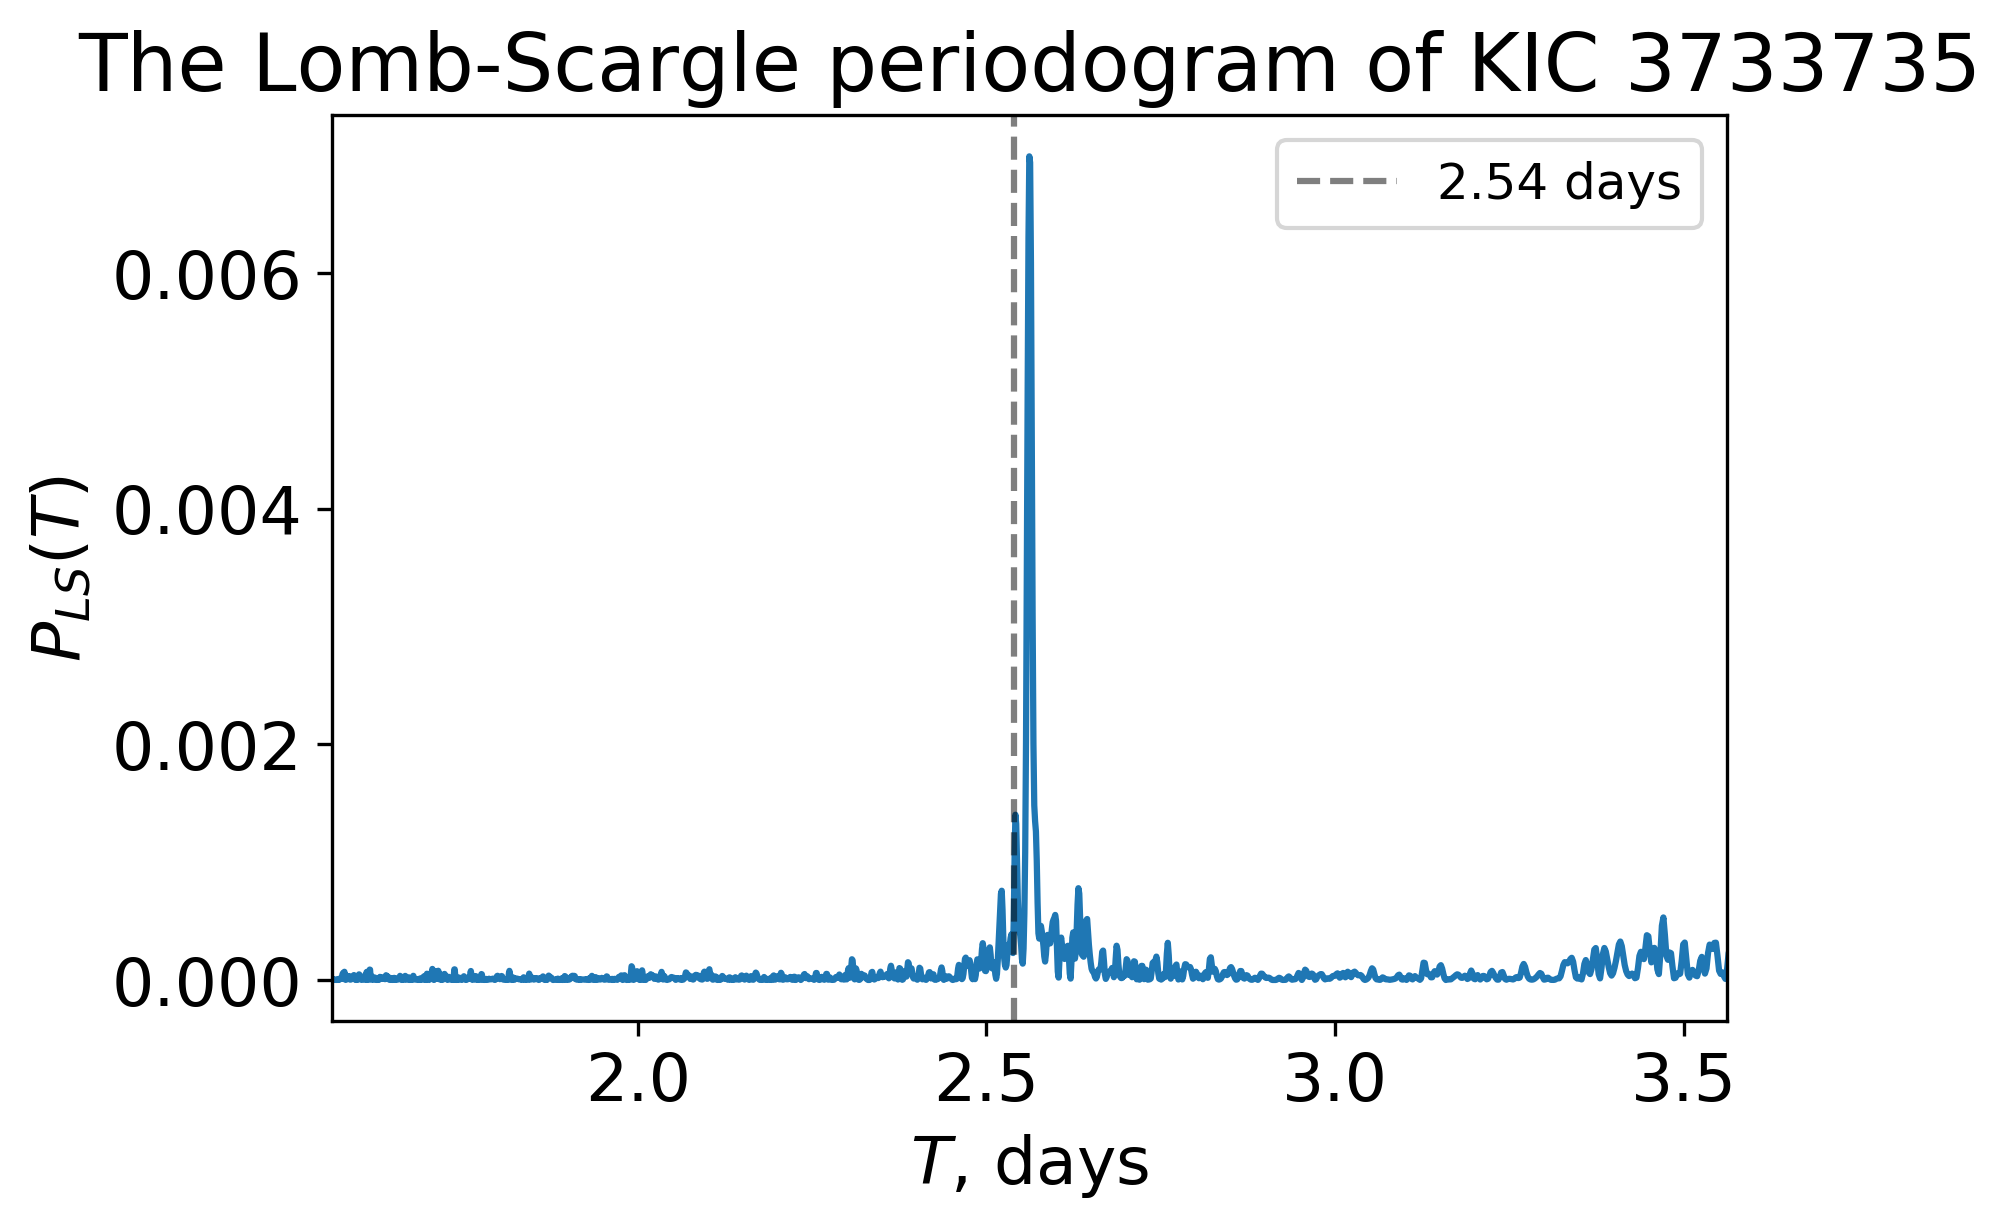 The Lomb-Scargle periodogram of KIC 3733735
2.54 days
P_LS(T)
0.006
0.004
0.002
0.000
2.0 2.5 3.0 3.5
T, days